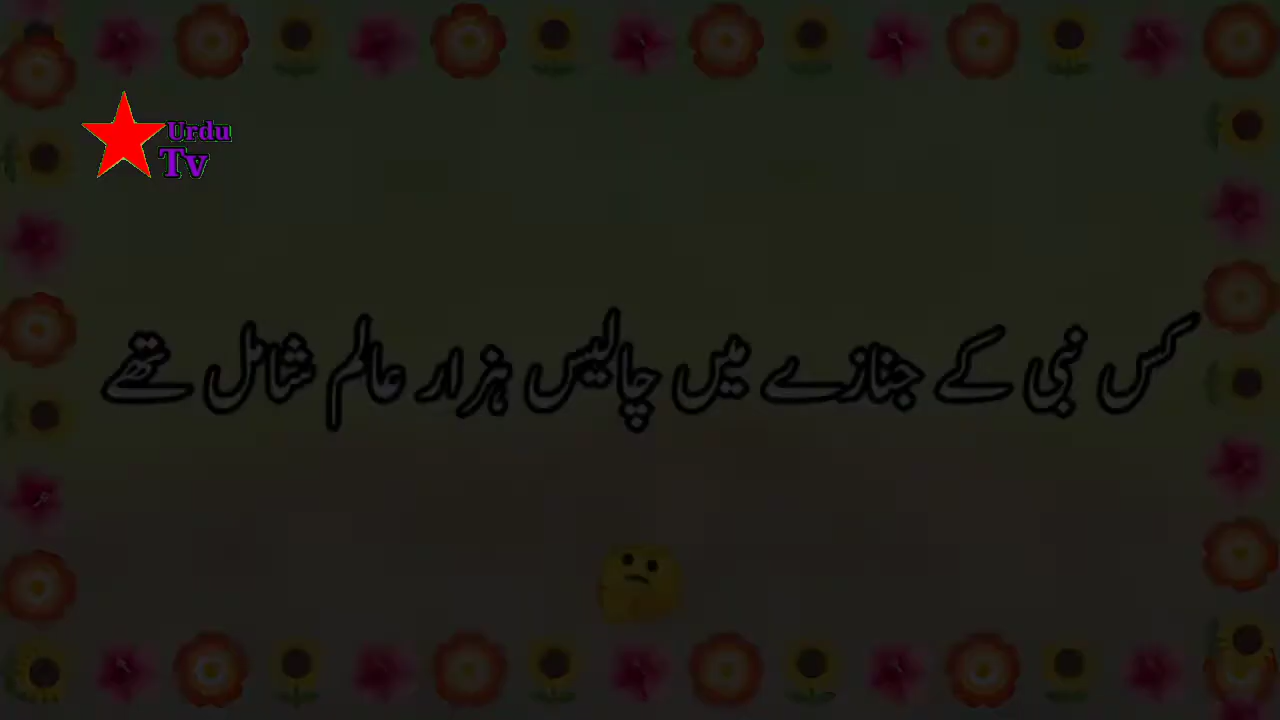 Urdu
Tv
کس نبی کے جنازے میں چالیس ہزار عالم شامل تھے